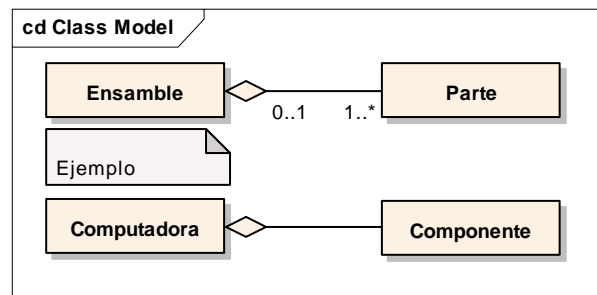 cd Class Model
Ensamble
Parte
0..1
1..*
Ejemplo
Computadora
Componente